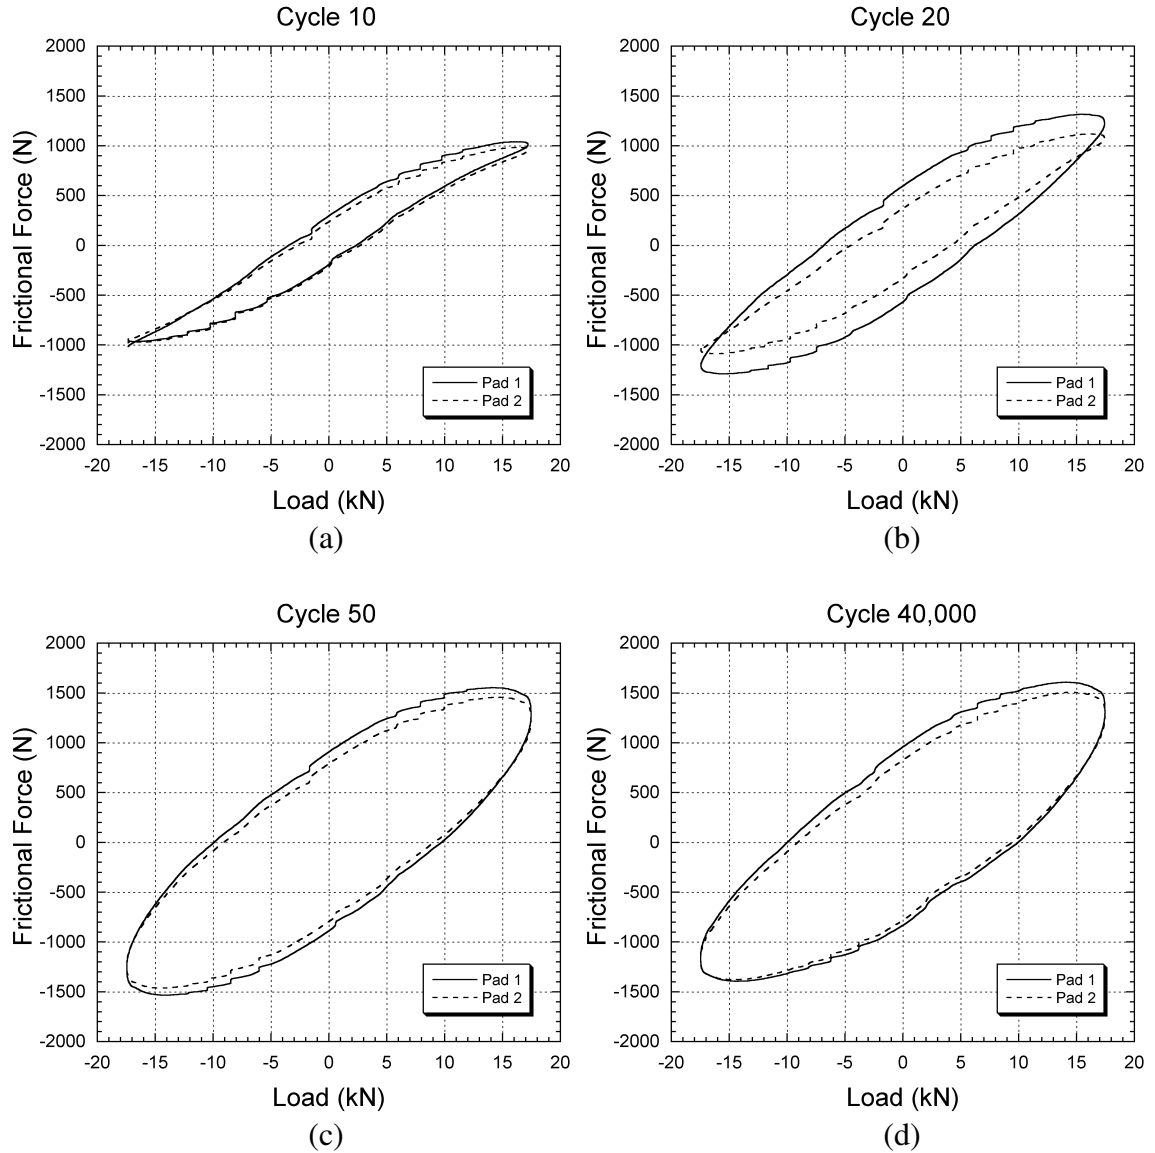 Cycle 10
Frictional Force (N)
2000
1500
1000
500
0
-500
-1000
-1500
-2000
-20 -15 -10 -5 0 5 10 15 20
Load (kN)
Pad 1
Pad 2
(a)
Cycle 20
Frictional Force (N)
2000
1500
1000
500
0
-500
-1000
-1500
-2000
-20 -15 -10 -5 0 5 10 15 20
Load (kN)
Pad 1
Pad 2
(b)
Cycle 50
Frictional Force (N)
2000
1500
1000
500
0
-500
-1000
-1500
-2000
-20 -15 -10 -5 0 5 10 15 20
Load (kN)
Pad 1
Pad 2
(c)
Cycle 40,000
Frictional Force (N)
2000
1500
1000
500
0
-500
-1000
-1500
-2000
-20 -15 -10 -5 0 5 10 15 20
Load (kN)
Pad 1
Pad 2
(d)